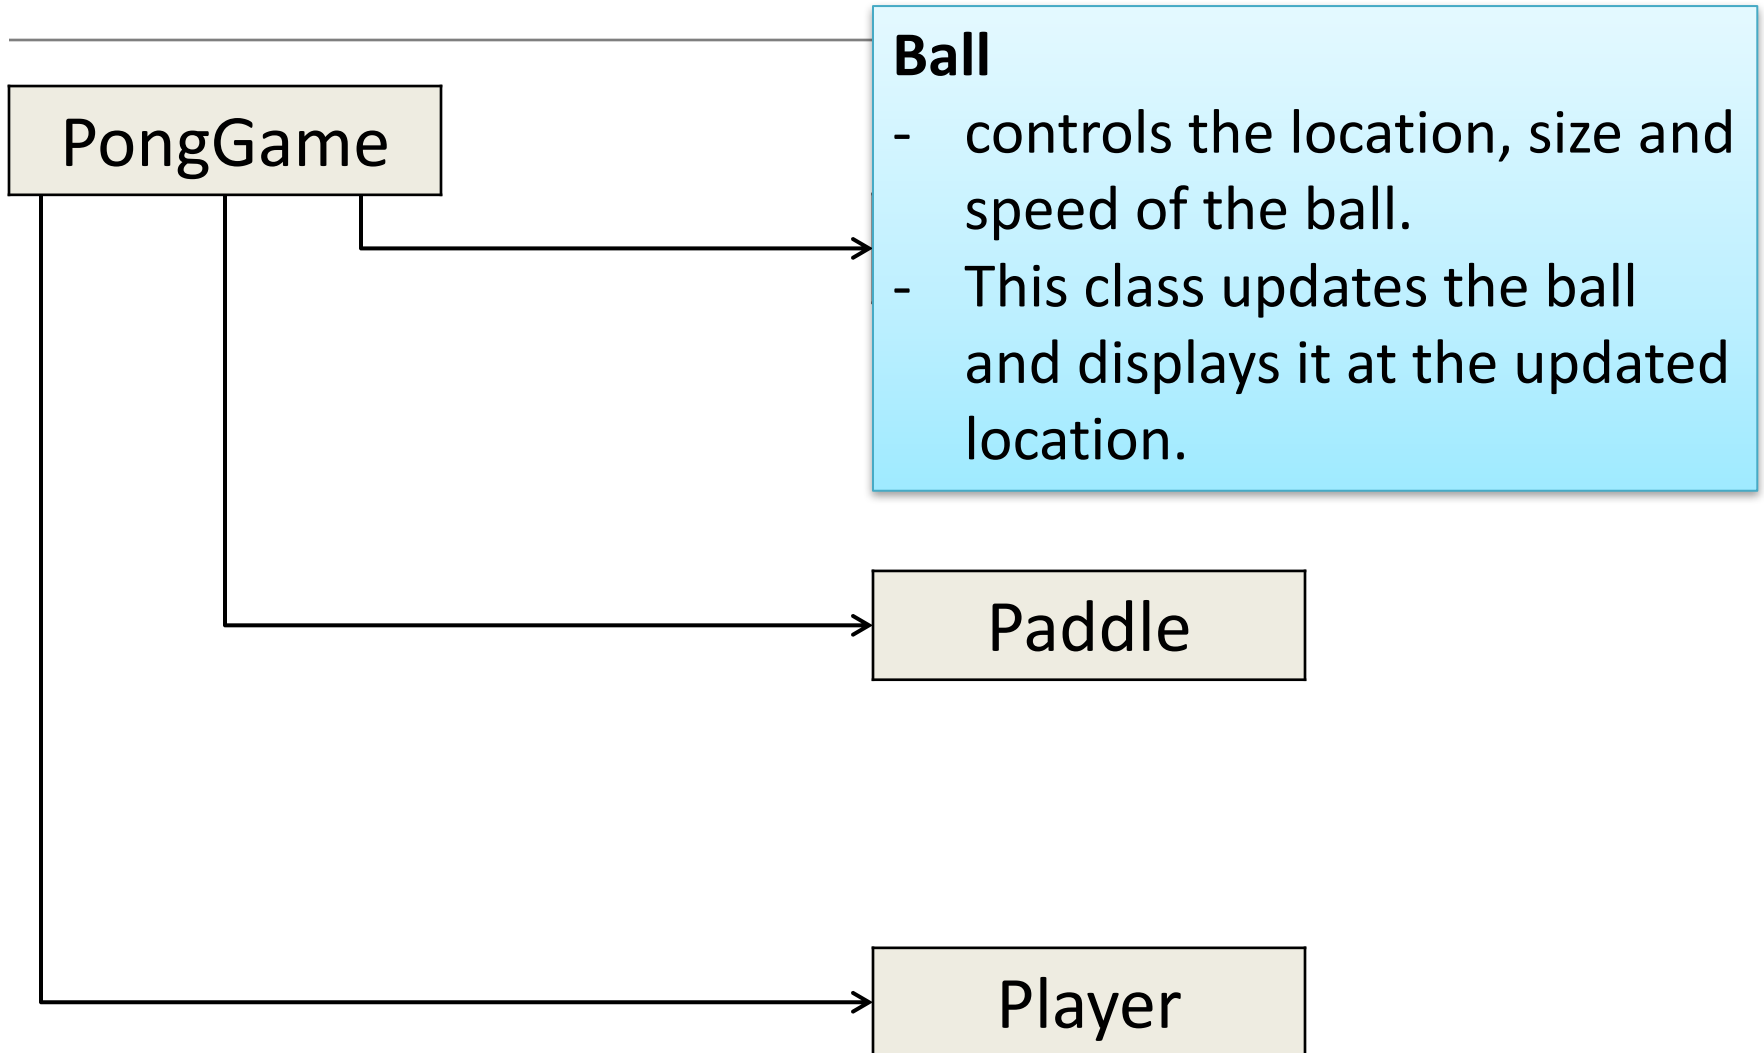 PongGame
Ball
- controls the location, size and
speed of the ball.
- This class updates the ball
and displays it at the updated
location.
Paddle
Player